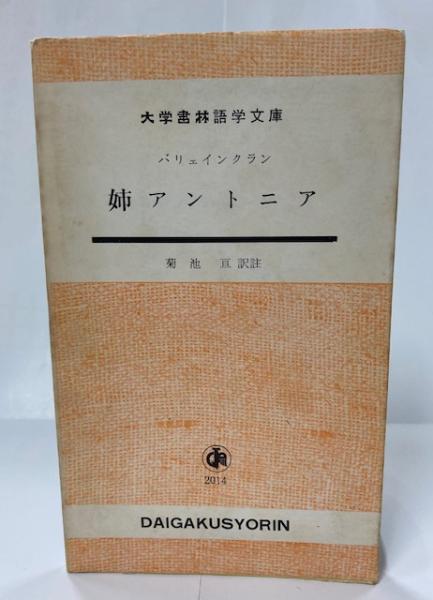 大学書林語学文庫
バリェインクラン
姉アントニア
菊池亘訳註
2014
DAIGAKUSYORIN